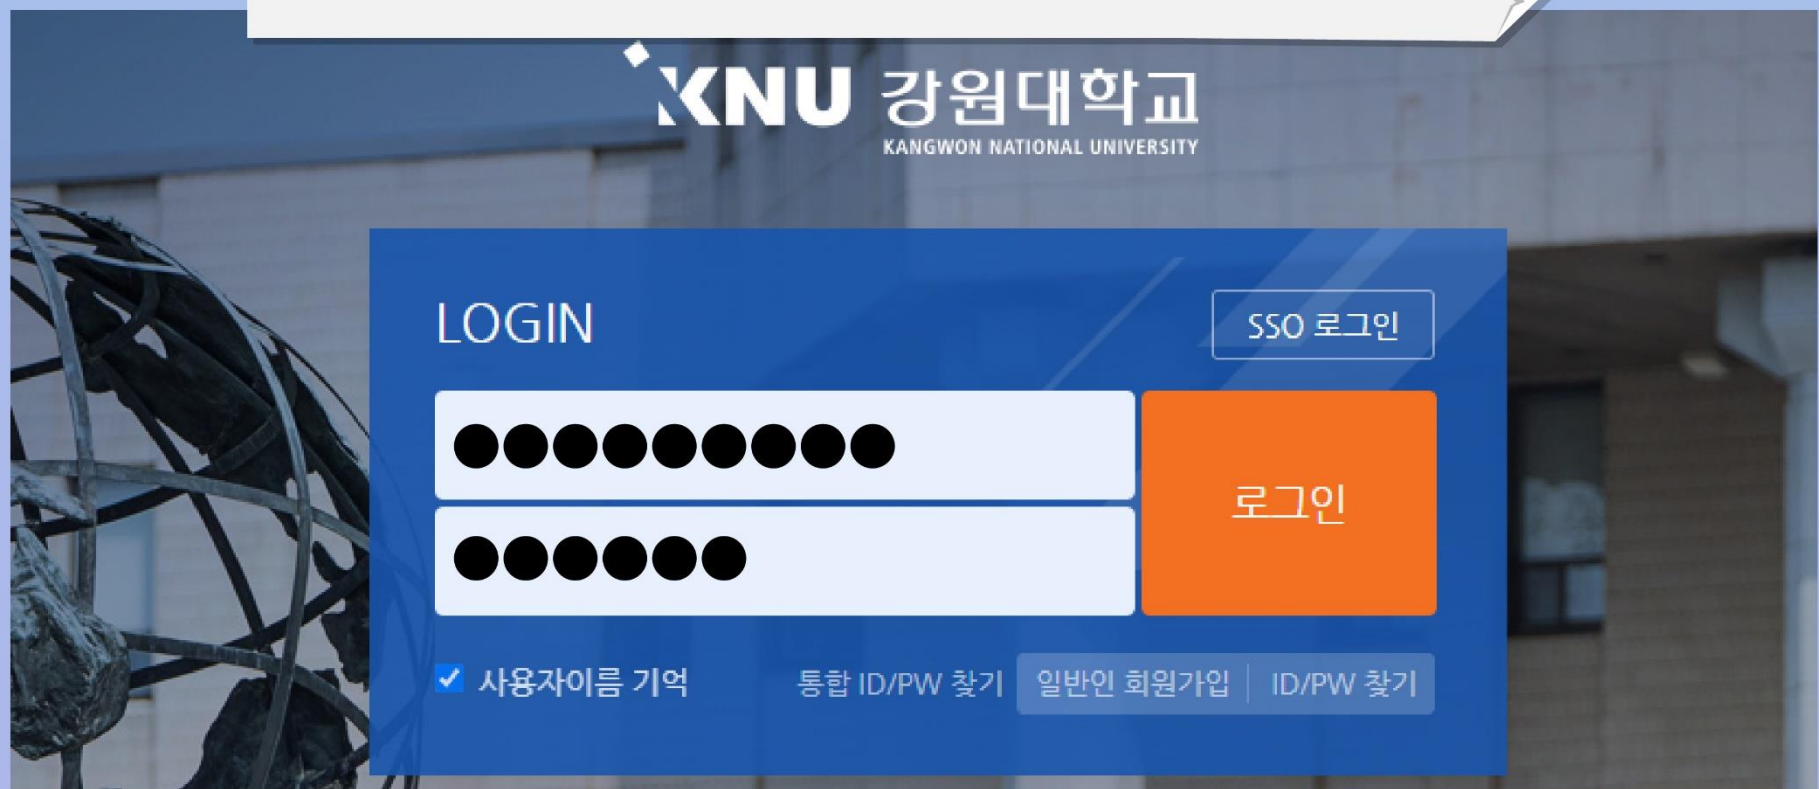 KNU 강원대학교
KANGWON NATIONAL UNIVERSITY
LOGIN
SSO 로그인
●●●●●●●●●
●●●●●●
로그인
사용자이름 기억
통합 ID/PW 찾기
일반인 회원가입
ID/PW 찾기